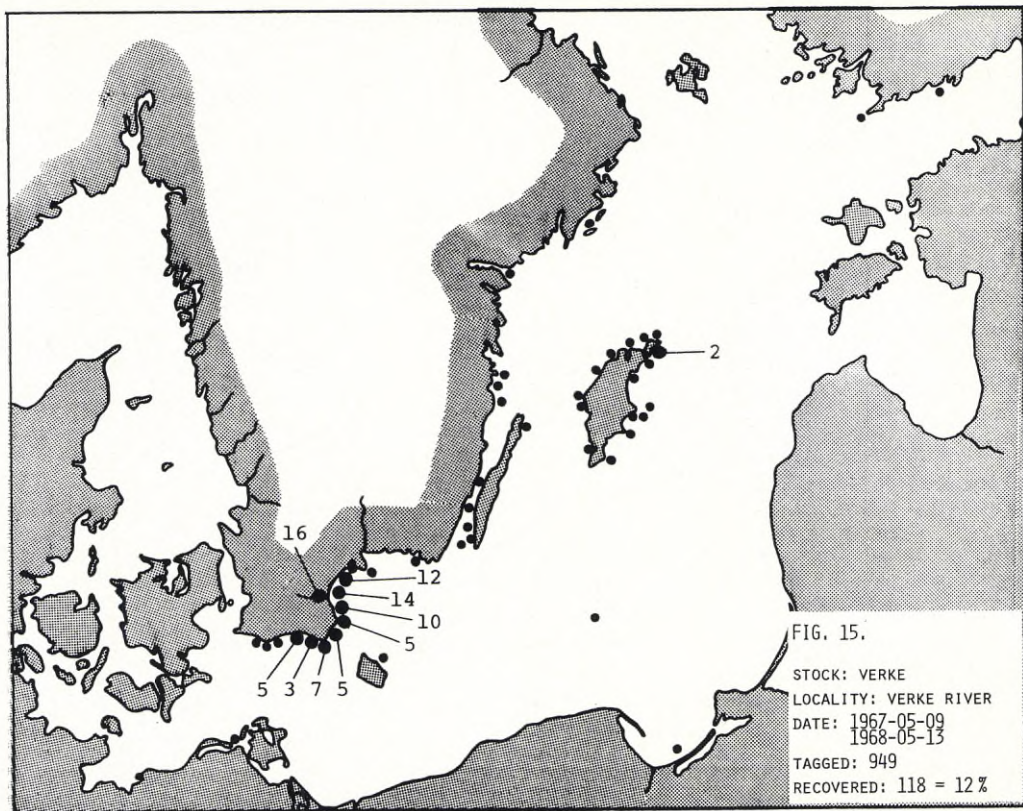 2
16
12
14
10
5
5 3 7 5
FIG. 15.
STOCK: VERKE
LOCALITY: VERKE RIVER
DATE: 1967-05-09
1968-05-13
TAGGED: 949
RECOVERED: 118 = 12 %